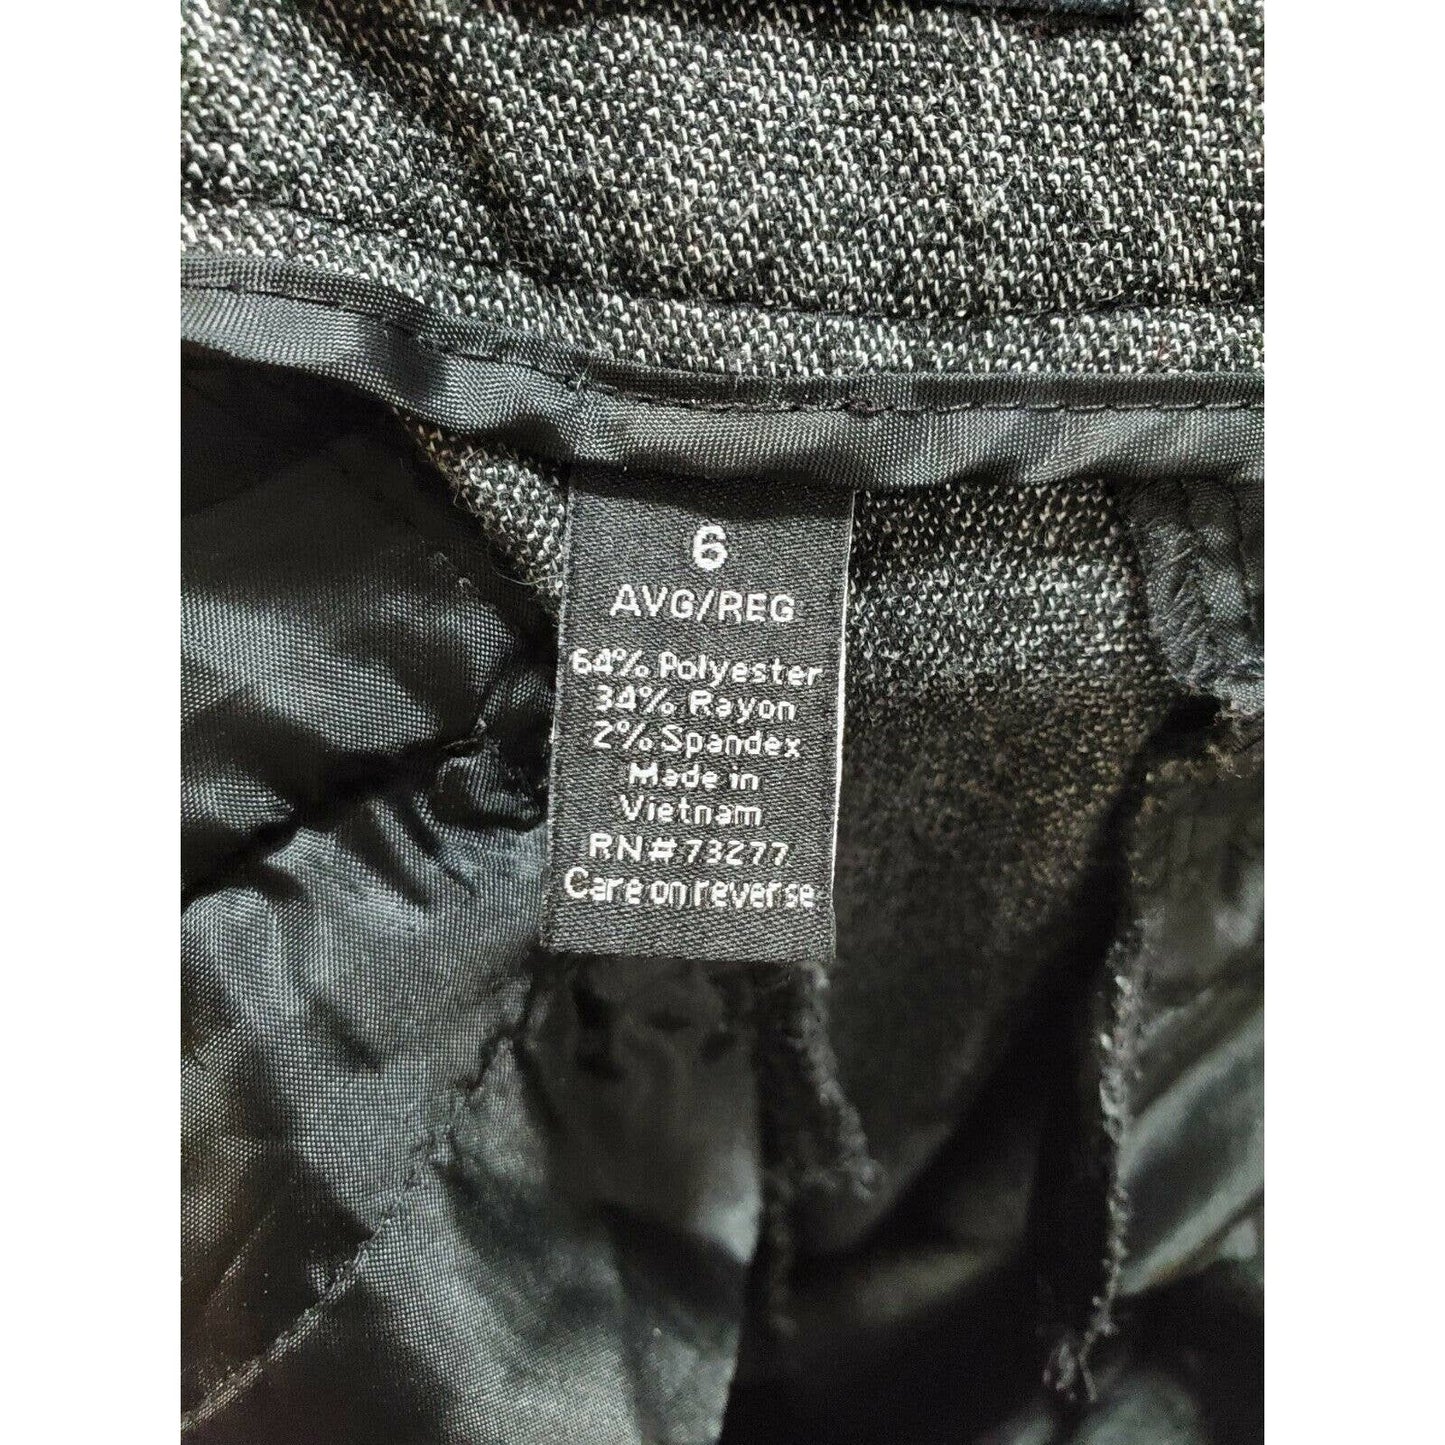 6
AVG/REG
64% Polyester
34% Rayon
2% Spandex
Made in
Vietnam
RN# 73277
Care on reverse